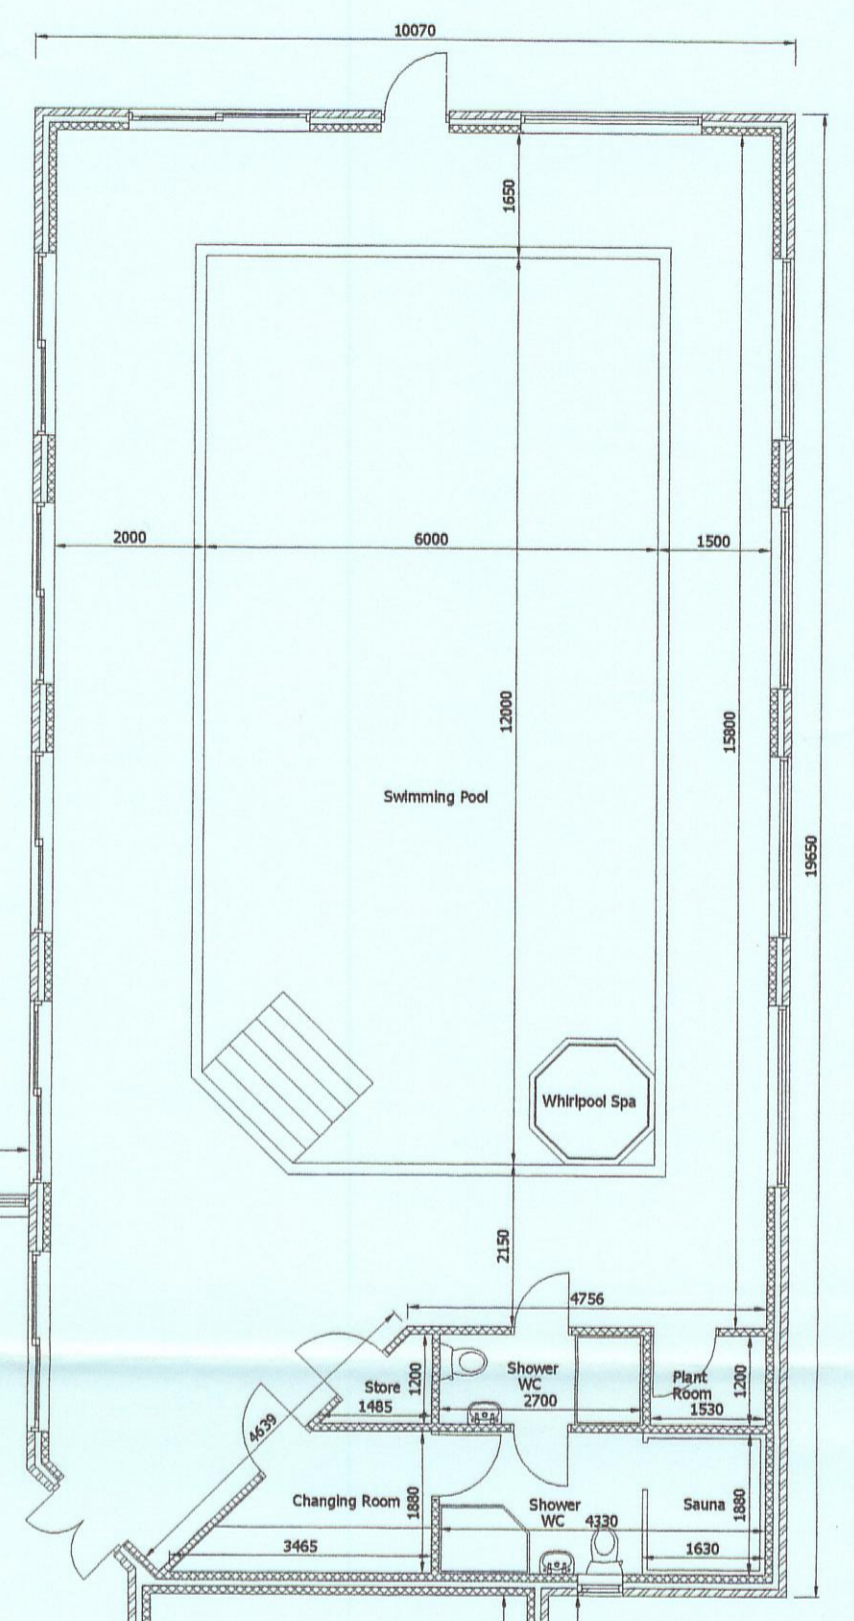 10070
1650
2000
6000
1500
12000
15800
Swimming Pool
19650
Whirlpool Spa
2150
4756
4639
Store
1485
1200
Shower
WC
2700
Plant
Room
1530
1200
Changing Room
3465
1880
Shower
WC
4330
Sauna
1630
1880